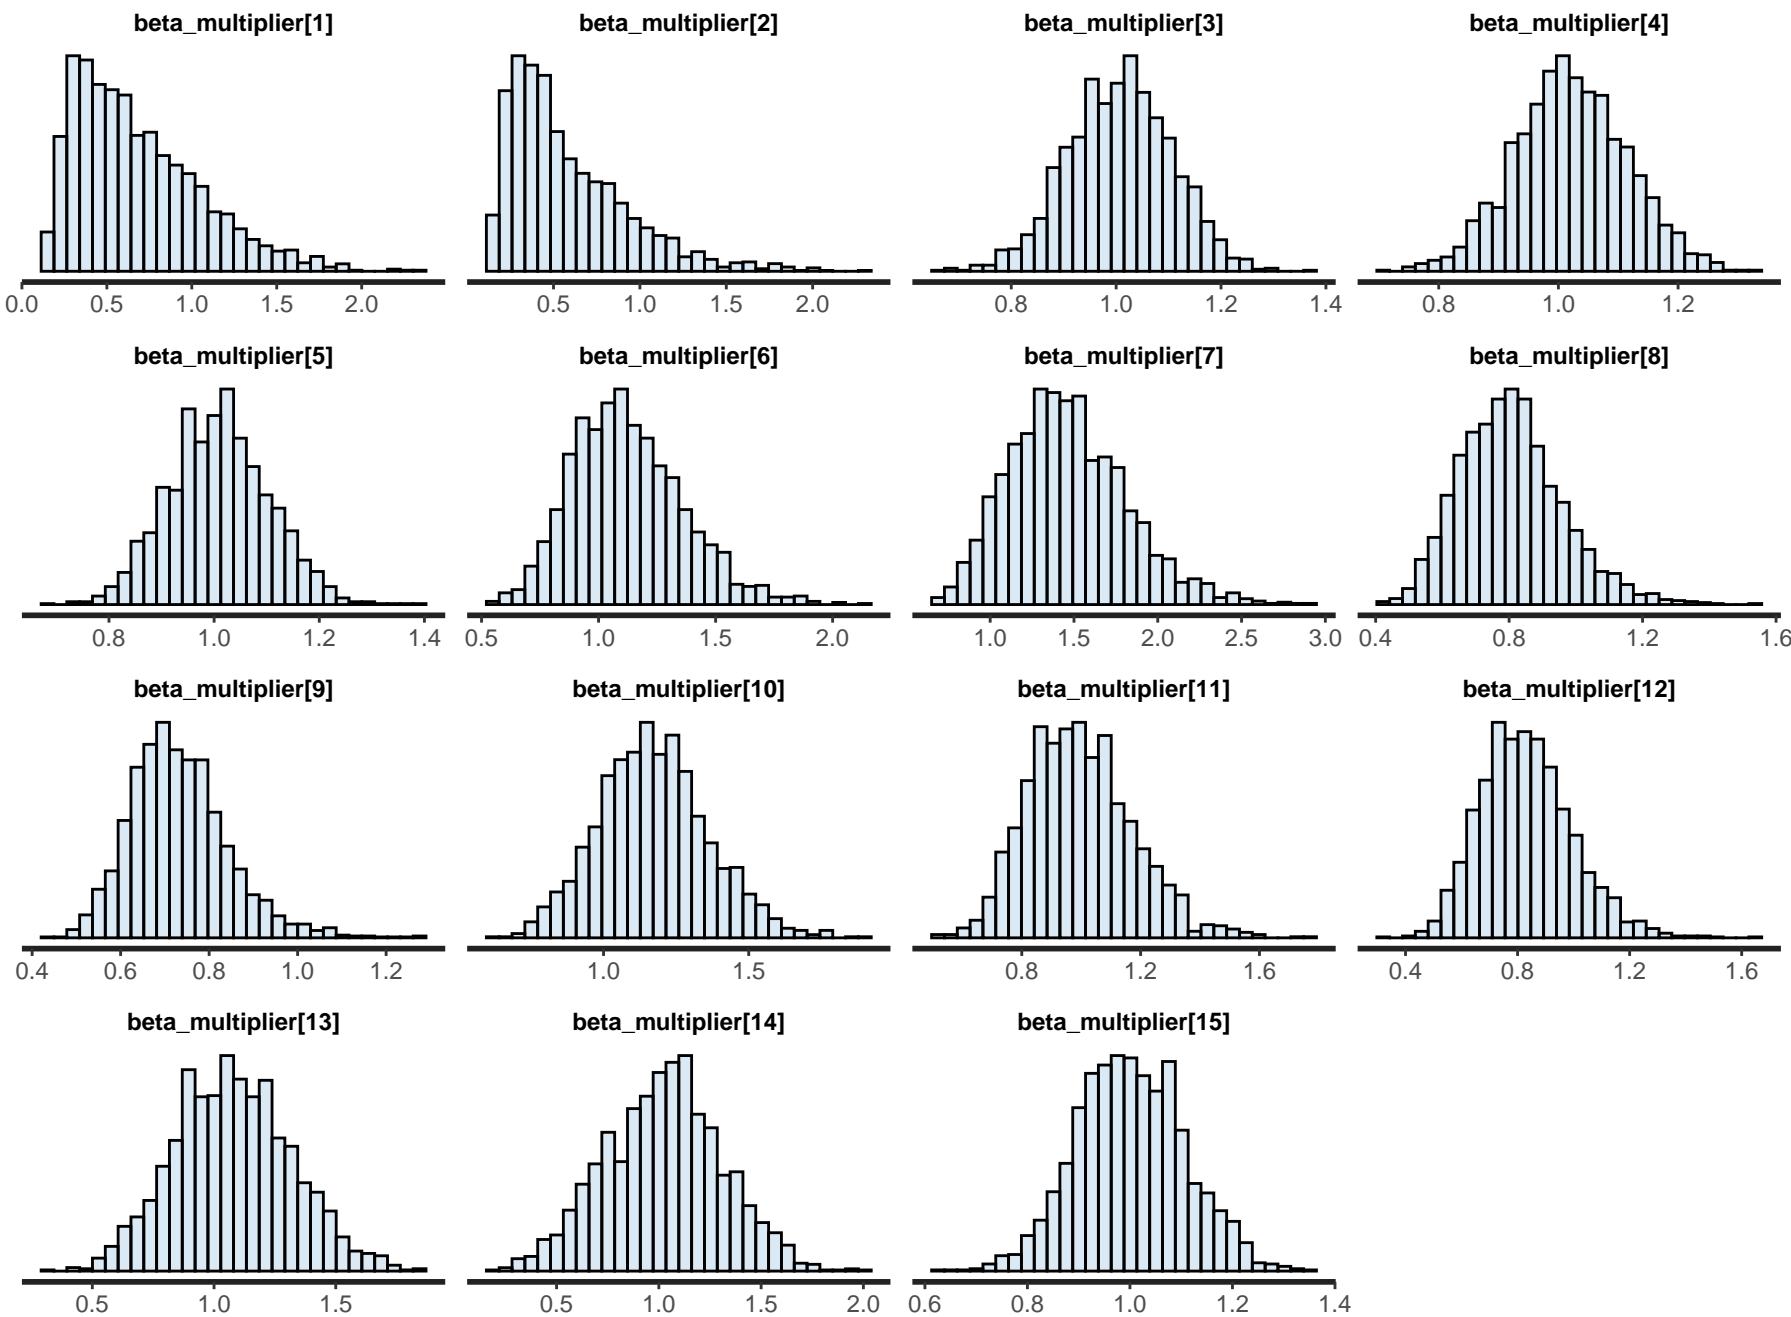 beta_multiplier[1] beta_multiplier[2] beta_multiplier[3] beta_multiplier[4]
0.0 0.5 1.0 1.5 2.0 0.5 1.0 1.5 2.0 0.8 1.0 1.2 1.4 0.8 1.0 1.2
beta_multiplier[5] beta_multiplier[6] beta_multiplier[7] beta_multiplier[8]
0.8 1.0 1.2 1.4 0.5 1.0 1.5 2.0 1.0 1.5 2.0 2.5 3.0 0.4 0.8 1.2 1.6
beta_multiplier[9] beta_multiplier[10] beta_multiplier[11] beta_multiplier[12]
0.4 0.6 0.8 1.0 1.2 1.0 1.5 0.8 1.2 1.6 0.4 0.8 1.2 1.6
beta_multiplier[13] beta_multiplier[14] beta_multiplier[15]
0.5 1.0 1.5 0.5 1.0 1.5 2.0 0.6 0.8 1.0 1.2 1.4